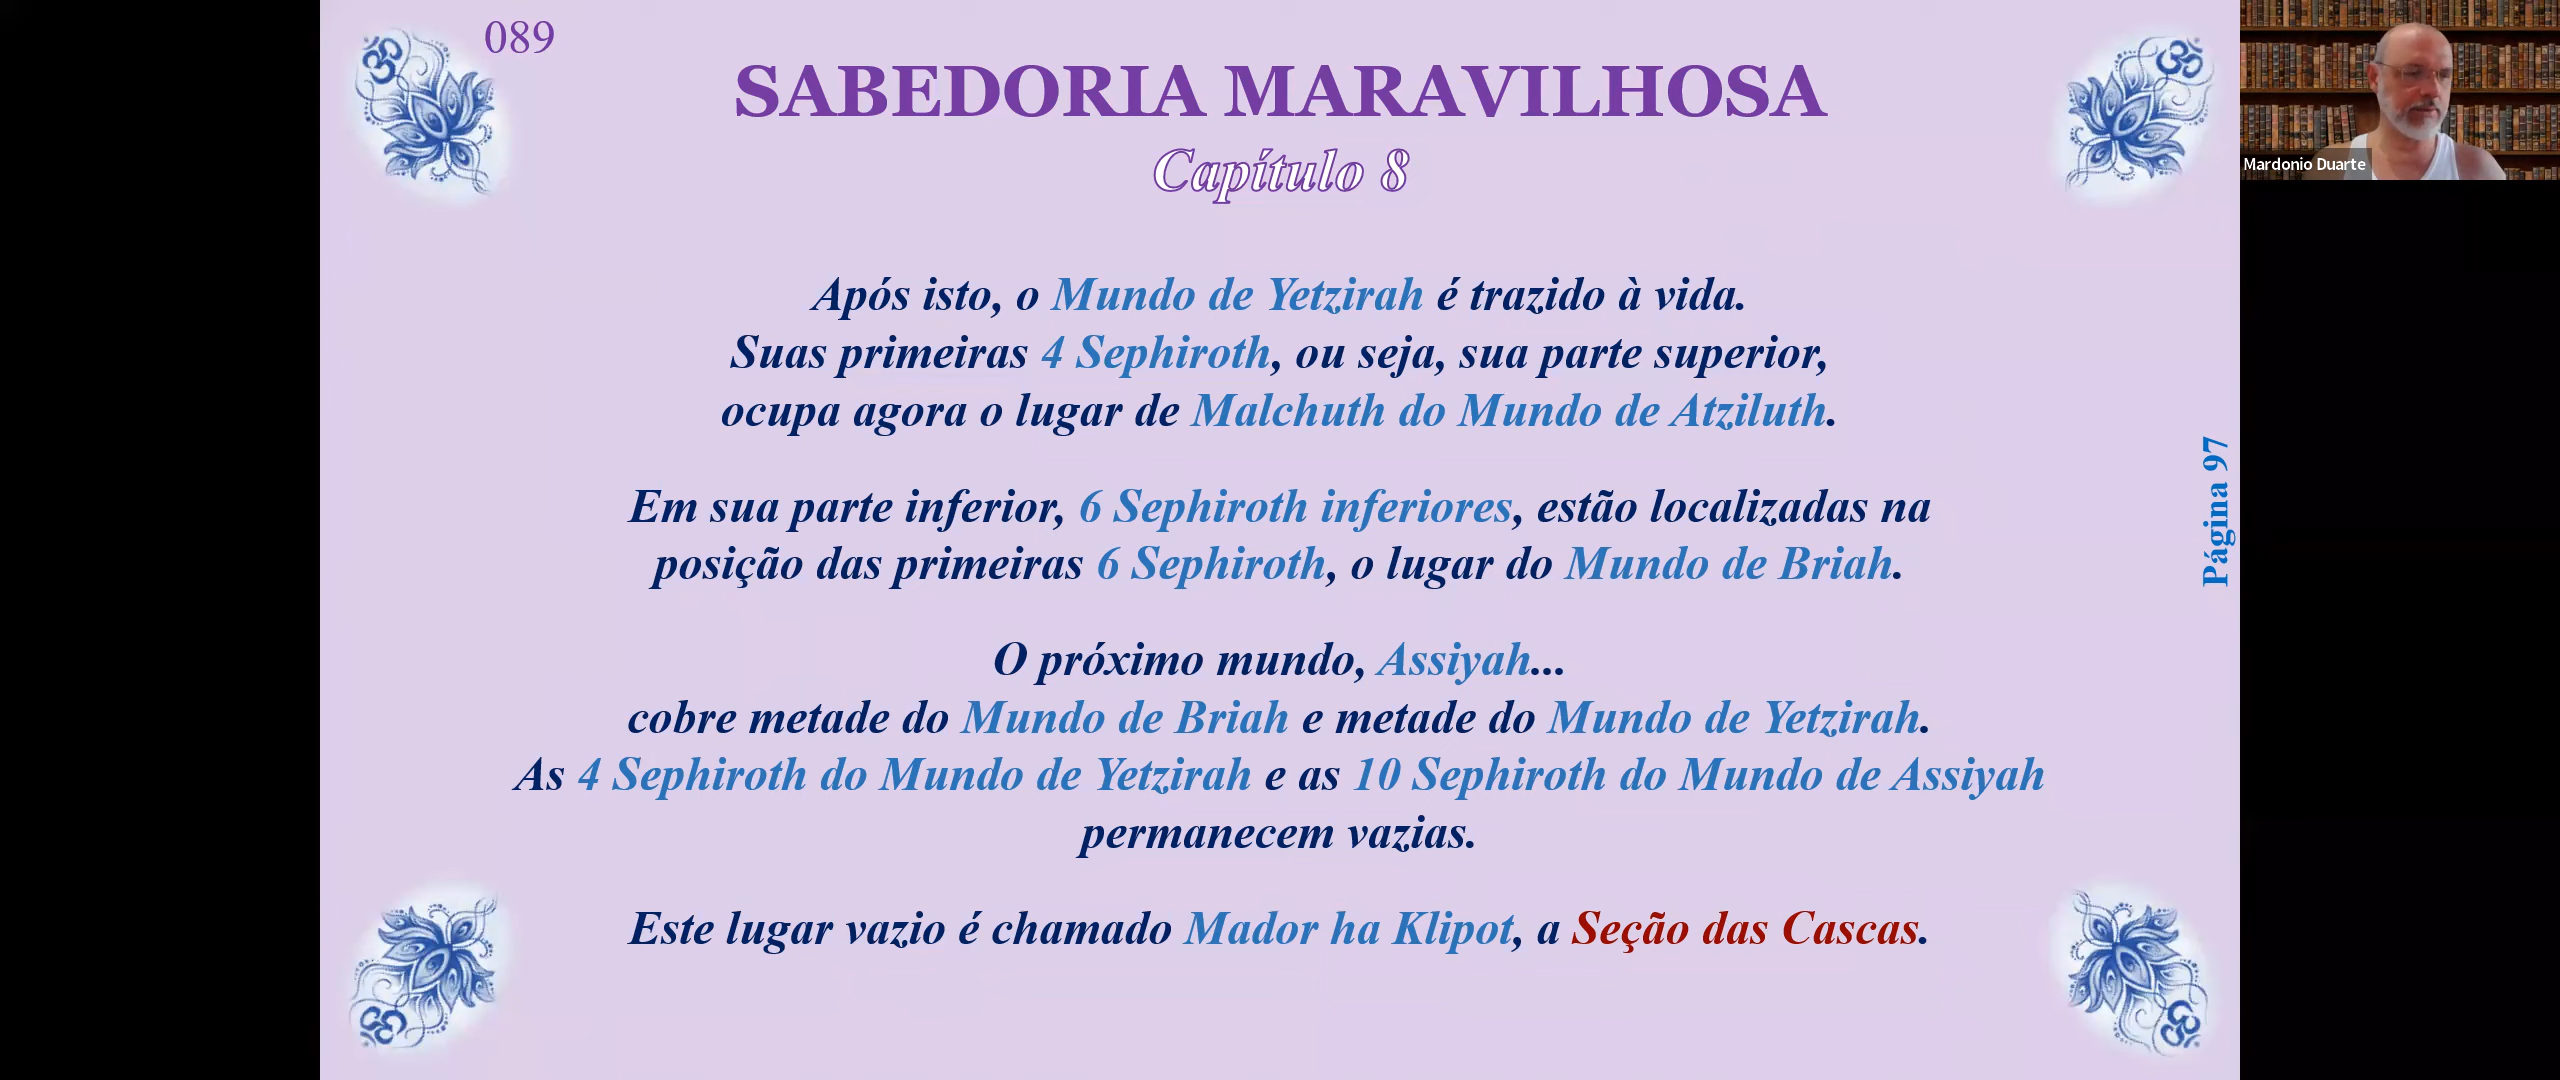 089
SABEDORIA MARAVILHOSA
Capítulo 8
Após isto, o Mundo de Yetzirah é trazido à vida.
Suas primeiras 4 Sephiroth, ou seja, sua parte superior,
ocupa agora o lugar de Malchuth do Mundo de Atziluth.
Em sua parte inferior, 6 Sephiroth inferiores, estão localizadas na
posição das primeiras 6 Sephiroth, o lugar do Mundo de Briah.
O próximo mundo, Assiyah...
cobre metade do Mundo de Briah e metade do Mundo de Yetzirah.
As 4 Sephiroth do Mundo de Yetzirah e as 10 Sephiroth do Mundo de Assiyah
permanecem vazias.
Este lugar vazio é chamado Mador ha Klipot, a Seção das Cascas.
Página 97
Mardonio Duarte